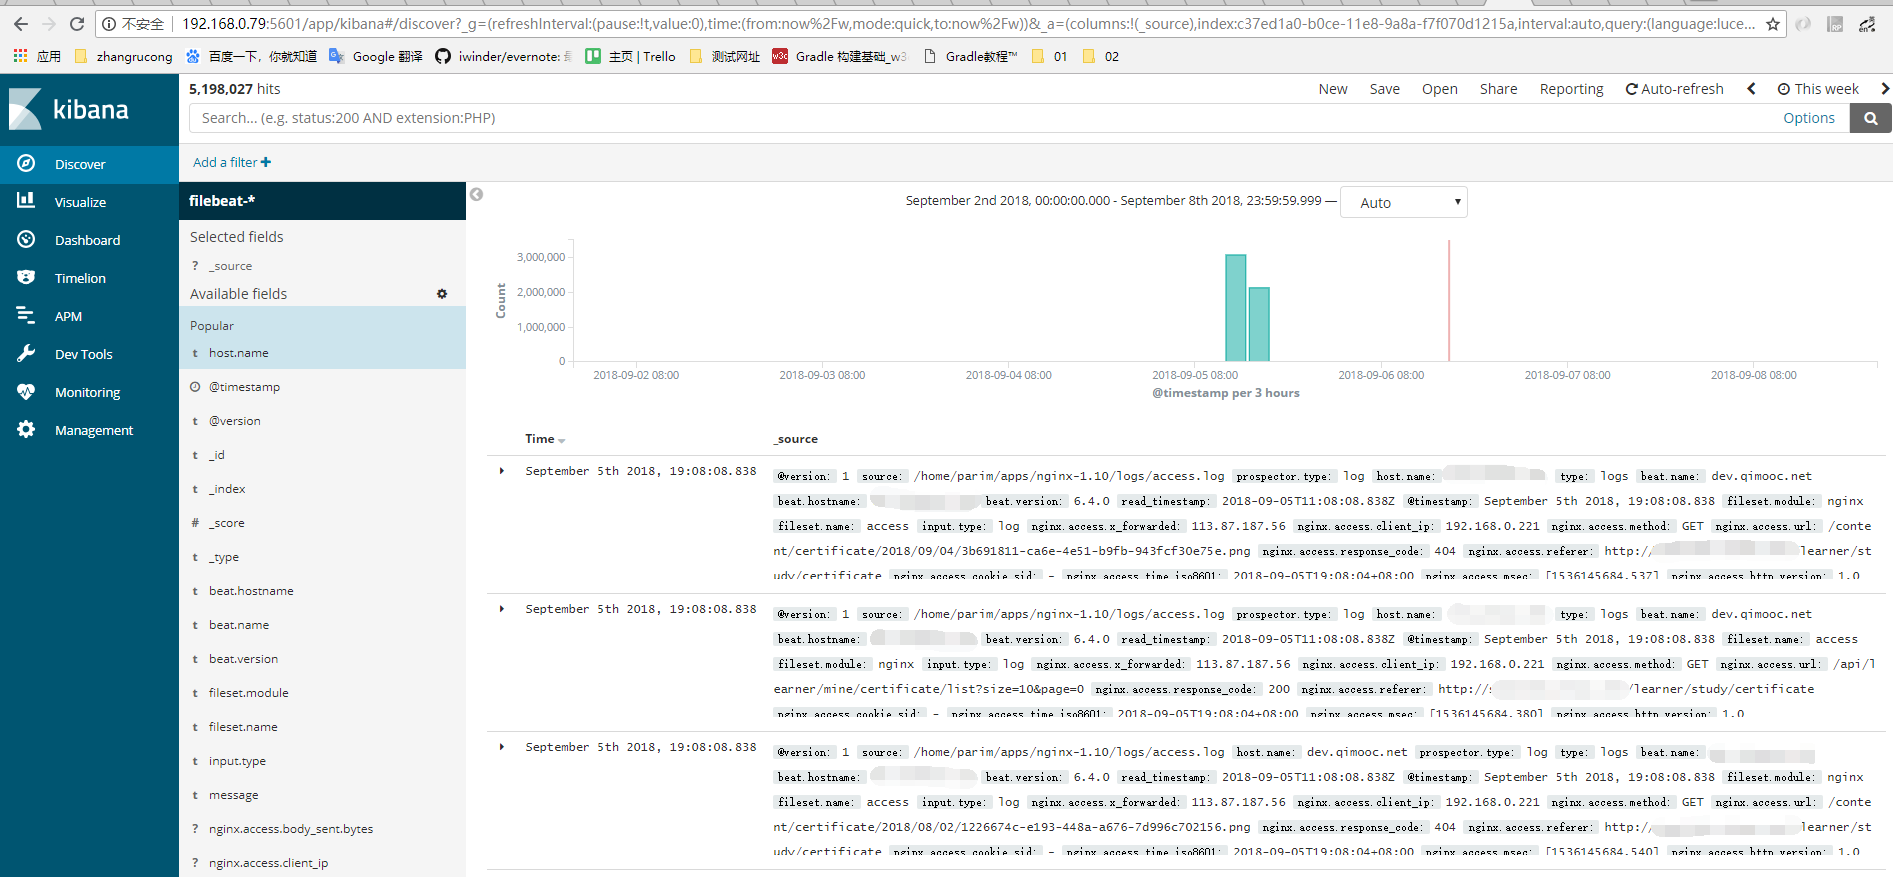 不安全 192.168.0.79:5601/app/kibana#/discover?_g=(refreshInterval:(pause:!t,value:0),time:(from:now%2Fw,mode:quick,to:now%2Fw))&_a=(columns:!(_source),index:c37ed1a0-b0ce-11e8-9a8a-f7f070d1215a,interval:auto,query:(language:luce...
应用 zhangrucong 百度一下，你就知道 Google 翻译 iwinder/evernote: 主页 | Trello 测试网址 Gradle 构建基础_w3 Gradle教程™ 01 02
kibana
Discover
Visualize
Dashboard
Timelion
APM
Dev Tools
Monitoring
Management
5,198,027 hits
New Save Open Share Reporting Auto-refresh This week
Search... (e.g. status:200 AND extension:PHP) Options
Add a filter +
filebeat-*
Selected fields
? _source
Available fields
Popular
t host.name
@timestamp
t @version
t _id
t _index
# _score
t _type
t beat.hostname
t beat.name
t beat.version
t fileset.module
t fileset.name
t input.type
t message
? nginx.access.body_sent.bytes
? nginx.access.client_ip
September 2nd 2018, 00:00:00.000 - September 8th 2018, 23:59:59.999 — Auto
Count
3,000,000
2,000,000
1,000,000
0
2018-09-02 08:00 2018-09-03 08:00 2018-09-04 08:00 2018-09-05 08:00 2018-09-06 08:00 2018-09-07 08:00 2018-09-08 08:00
@timestamp per 3 hours
Time _source
September 5th 2018, 19:08:08.838 @version: 1 source: /home/parim/apps/nginx-1.10/logs/access.log prospector.type: log host.name: type: logs beat.name: dev.qimooc.net
beat.hostname: beat.version: 6.4.0 read_timestamp: 2018-09-05T11:08:08.838Z @timestamp: September 5th 2018, 19:08:08.838 fileset.module: nginx
fileset.name: access input.type: log nginx.access.x_forwarded: 113.87.187.56 nginx.access.client_ip: 192.168.0.221 nginx.access.method: GET nginx.access.url: /conte
nt/certificate/2018/09/04/3b691811-ca6e-4e51-b9fb-943fcf30e75e.png nginx.access.response_code: 404 nginx.access.referer: http:/ learner/st
udy/certificate nginx.access.cookie_sid: - nginx.access.time_iso8601: 2018-09-05T19:08:04+08:00 nginx.access.msec: [1536145684.537] nginx.access.http_version: 1.0
September 5th 2018, 19:08:08.838 @version: 1 source: /home/parim/apps/nginx-1.10/logs/access.log prospector.type: log host.name: type: logs beat.name: dev.qimooc.net
beat.hostname: beat.version: 6.4.0 read_timestamp: 2018-09-05T11:08:08.838Z @timestamp: September 5th 2018, 19:08:08.838 fileset.name: access
fileset.module: nginx input.type: log nginx.access.x_forwarded: 113.87.187.56 nginx.access.client_ip: 192.168.0.221 nginx.access.method: GET nginx.access.url: /api/l
earner/mine/certificate/list?size=10&page=0 nginx.access.response_code: 200 nginx.access.referer: http:/ /learner/study/certificate
nginx.access.cookie_sid: - nginx.access.time_iso8601: 2018-09-05T19:08:04+08:00 nginx.access.msec: [1536145684.380] nginx.access.http_version: 1.0
September 5th 2018, 19:08:08.838 @version: 1 source: /home/parim/apps/nginx-1.10/logs/access.log host.name: dev.qimooc.net prospector.type: log type: logs beat.name:
beat.hostname: beat.version: 6.4.0 read_timestamp: 2018-09-05T11:08:08.838Z @timestamp: September 5th 2018, 19:08:08.838 fileset.module: nginx
fileset.name: access input.type: log nginx.access.x_forwarded: 113.87.187.56 nginx.access.client_ip: 192.168.0.221 nginx.access.method: GET nginx.access.url: /conte
nt/certificate/2018/08/02/1226674c-e193-448a-a676-7d996c702156.png nginx.access.response_code: 404 nginx.access.referer: http:/ learner/st
udy/certificate nginx.access.cookie_sid: - nginx.access.time_iso8601: 2018-09-05T19:08:04+08:00 nginx.access.msec: [1536145684.540] nginx.access.http_version: 1.0